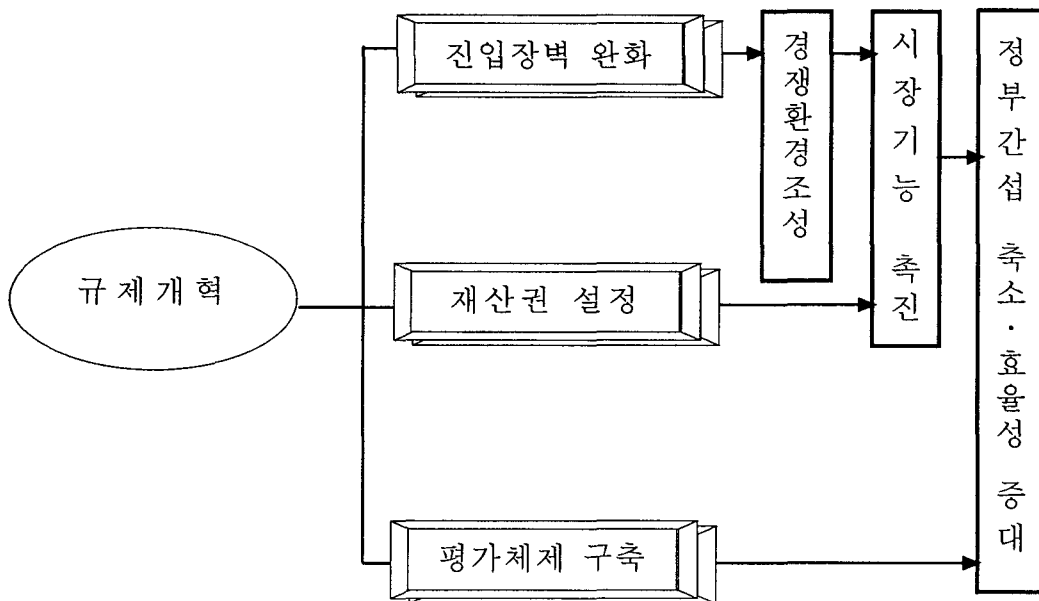 규제개혁
진입장벽 완화
재산권 설정
평가체제 구축
경쟁환경조성
시장기능 촉진
정부간섭 축소·효율성 증대